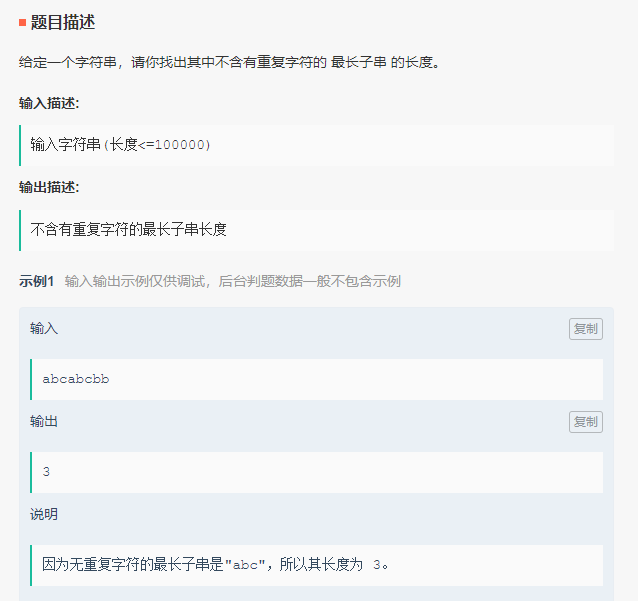 题目描述
给定一个字符串，请你找出其中不含有重复字符的 最长子串 的长度。
输入描述:
输入字符串(长度<=100000)
输出描述:
不含有重复字符的最长子串长度
示例1 输入输出示例仅供调试，后台判题数据一般不包含示例
输入 复制
abcabcbb
输出 复制
3
说明
因为无重复字符的最长子串是"abc"，所以其长度为 3。